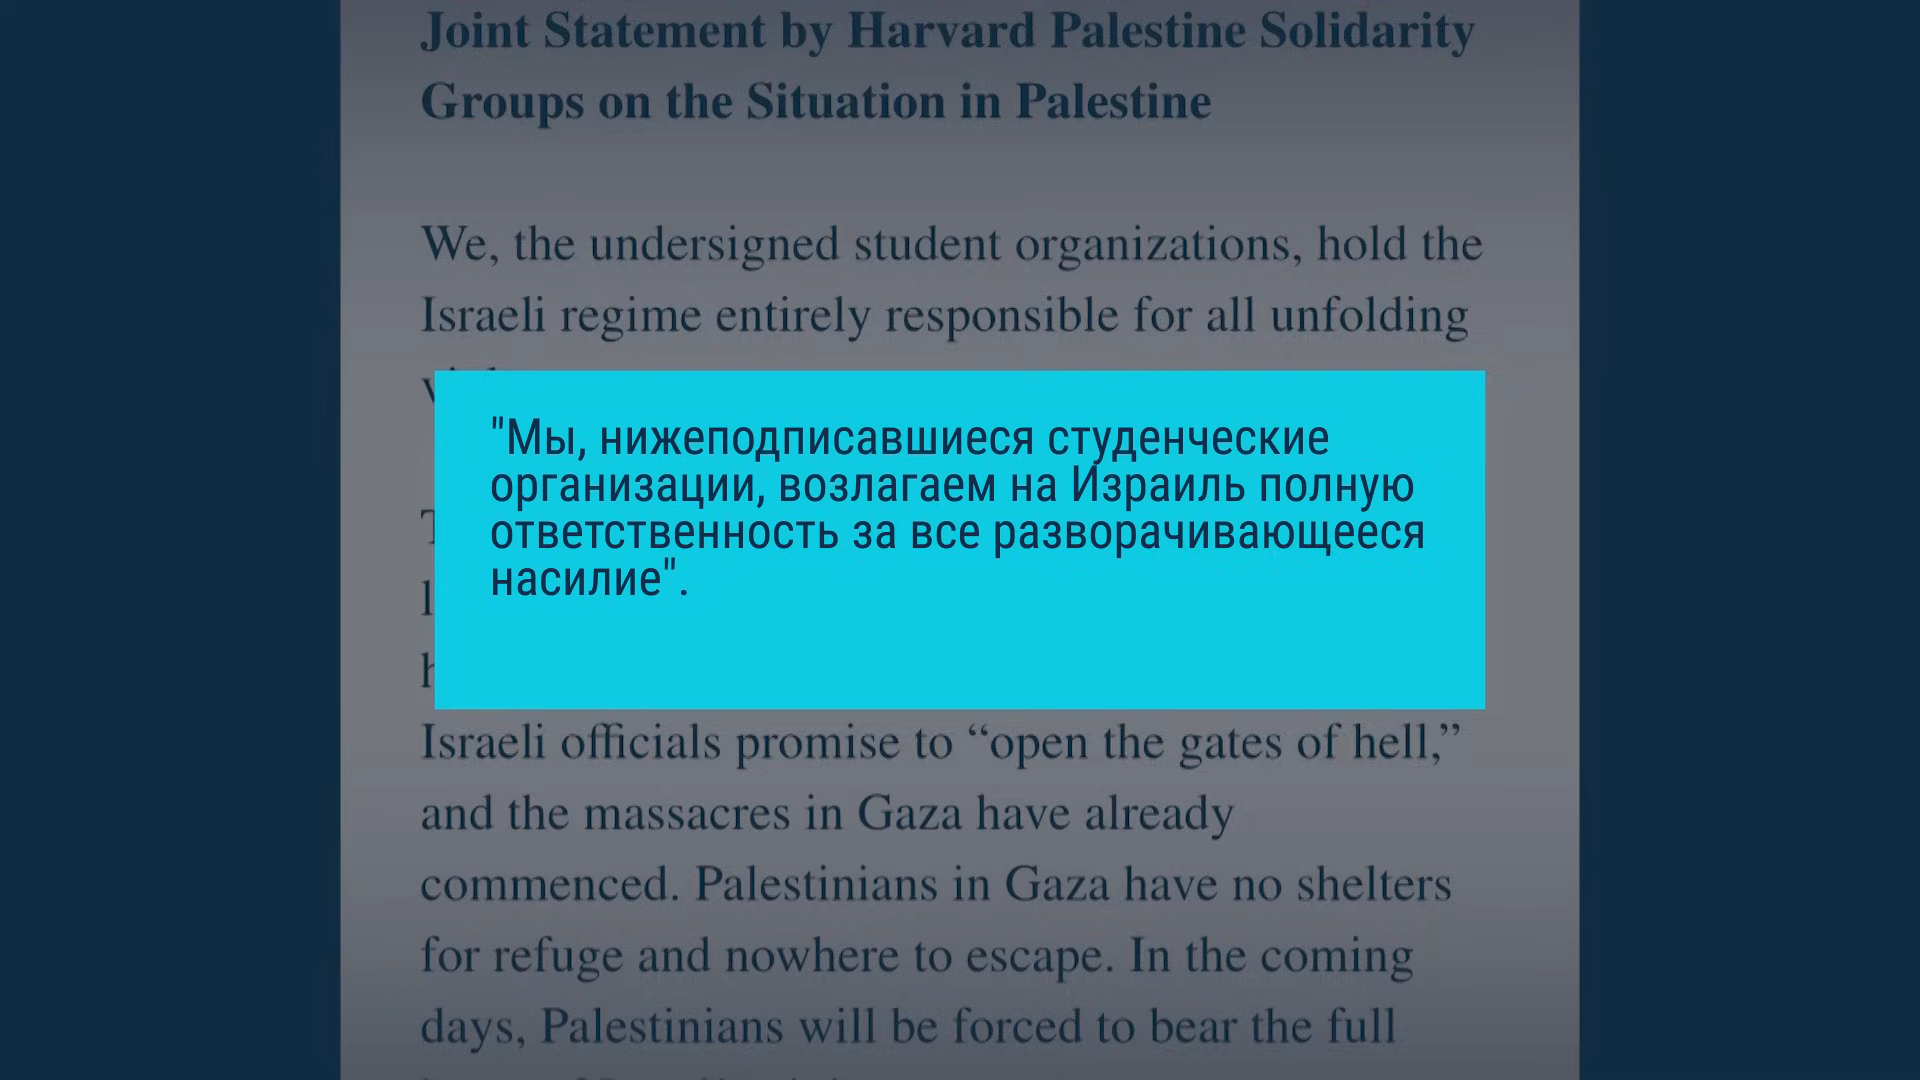 Joint Statement by Harvard Palestine Solidarity
Groups on the Situation in Palestine
We, the undersigned student organizations, hold the
Israeli regime entirely responsible for all unfolding
"Мы, нижеподписавшиеся студенческие
организации, возлагаем на Израиль полную
ответственность за все разворачивающееся
насилие".
Israeli officials promise to “open the gates of hell,”
and the massacres in Gaza have already
commenced. Palestinians in Gaza have no shelters
for refuge and nowhere to escape. In the coming
days, Palestinians will be forced to bear the full